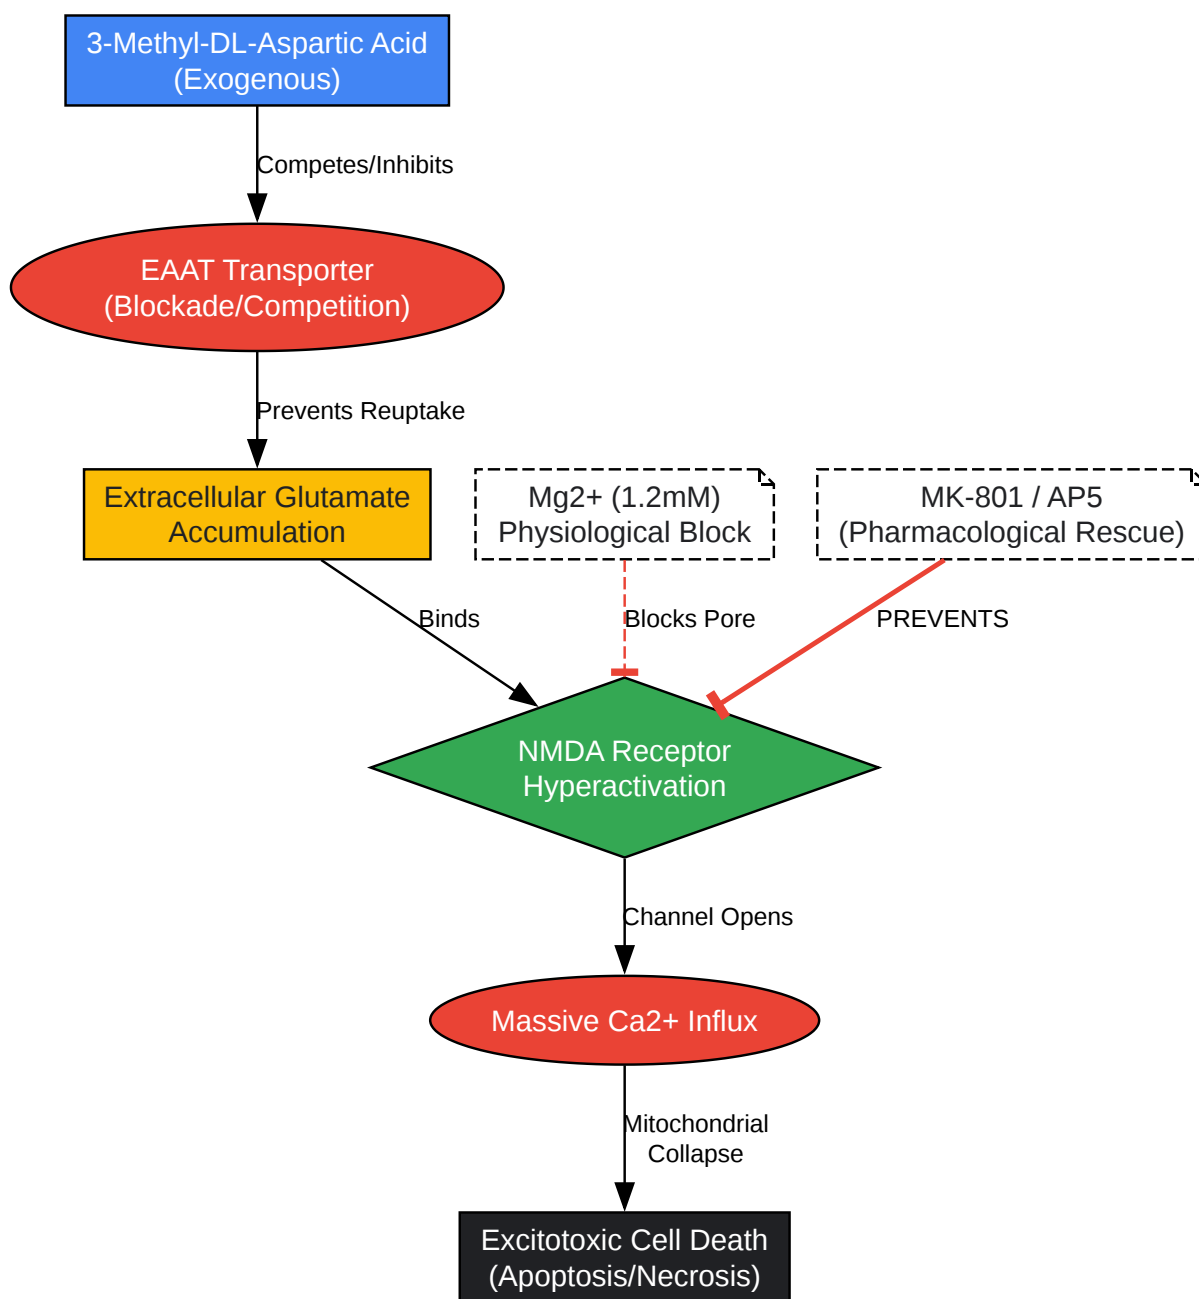 3-Methyl-DL-Aspartic Acid
(Exogenous)
Competes/Inhibits
EAAT Transporter
(Blockade/Competition)
Prevents Reuptake
Extracellular Glutamate
Accumulation
Mg2+ (1.2mM)
Physiological Block
MK-801 / AP5
(Pharmacological Rescue)
Binds
Blocks Pore
PREVENTS
NMDA Receptor
Hyperactivation
Channel Opens
Massive Ca2+ Influx
Mitochondrial
Collapse
Excitotoxic Cell Death
(Apoptosis/Necrosis)